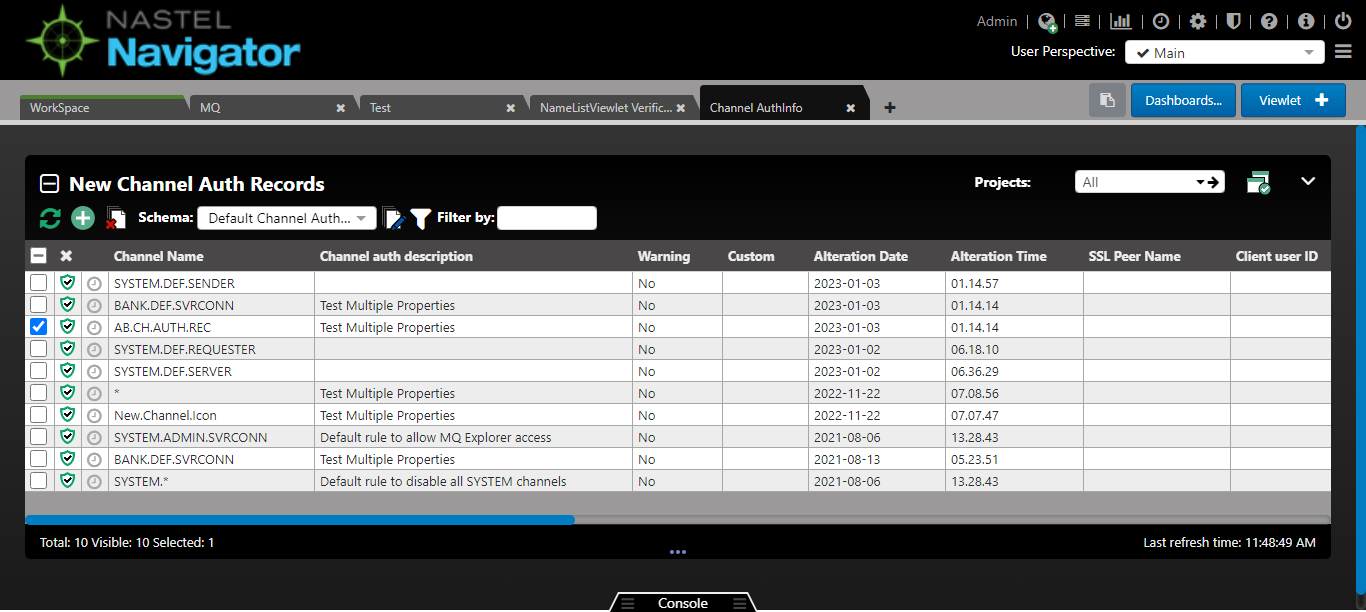 NASTEL
Navigator
Admin
User Perspective: Main
WorkSpace MQ Test NameListViewlet Verific... Channel AuthInfo
Dashboards... Viewlet
New Channel Auth Records
Projects: All
Schema: Default Channel Auth... Filter by:
Channel Name Channel auth description Warning Custom Alteration Date Alteration Time SSL Peer Name Client user ID
SYSTEM.DEF.SENDER No 2023-01-03 01.14.57
BANK.DEF.SVRCONN Test Multiple Properties No 2023-01-03 01.14.14
AB.CH.AUTH.REC Test Multiple Properties No 2023-01-03 01.14.14
SYSTEM.DEF.REQUESTER No 2023-01-02 06.18.10
SYSTEM.DEF.SERVER No 2023-01-02 06.36.29
* Test Multiple Properties No 2022-11-22 07.08.56
New.Channel.Icon Test Multiple Properties No 2022-11-22 07.07.47
SYSTEM.ADMIN.SVRCONN Default rule to allow MQ Explorer access No 2021-08-06 13.28.43
BANK.DEF.SVRCONN Test Multiple Properties No 2021-08-13 05.23.51
SYSTEM.* Default rule to disable all SYSTEM channels No 2021-08-06 13.28.43
Total: 10 Visible: 10 Selected: 1
Last refresh time: 11:48:49 AM
Console